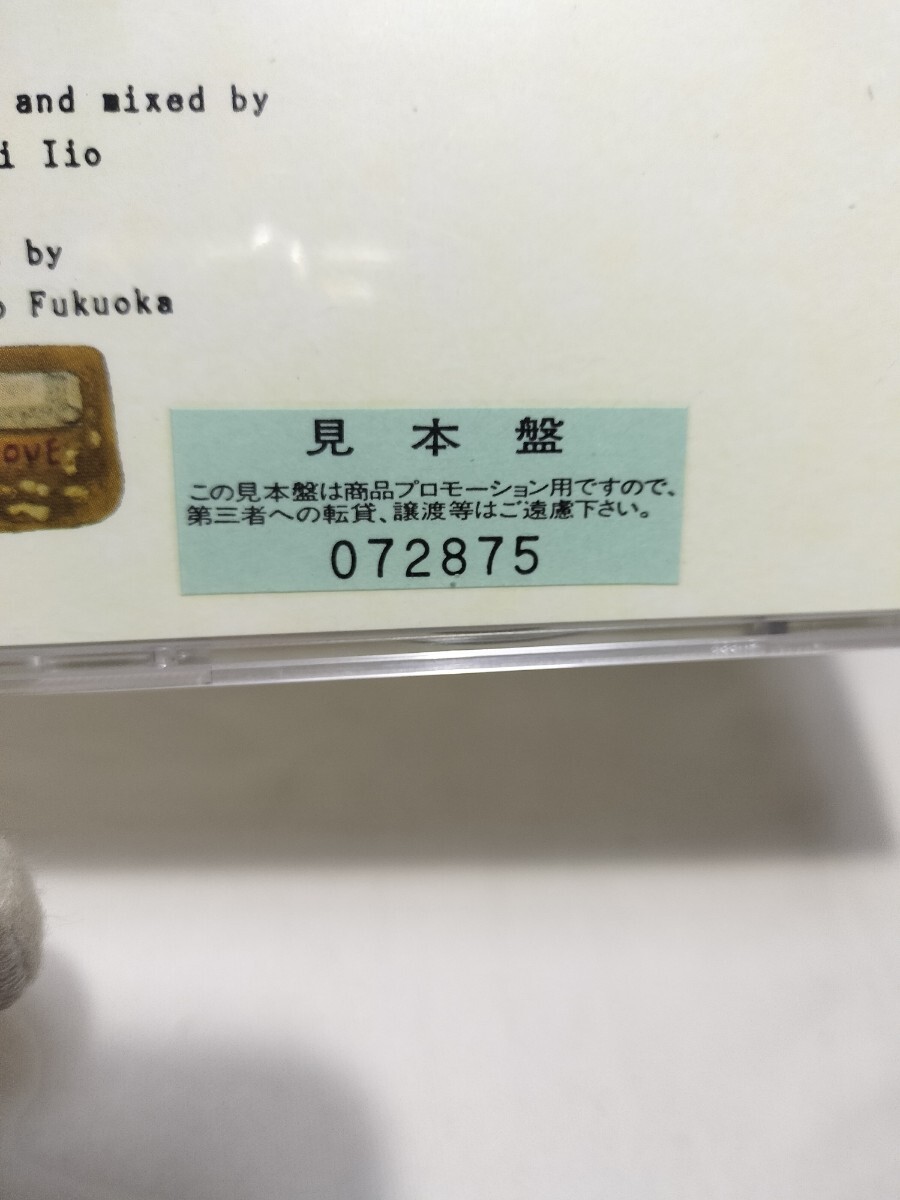 and mixed by
i Iio
by
o Fukuoka
ove
見本盤
この見本盤は商品プロモーション用ですので、
第三者への転貸、譲渡等はご遠慮下さい。
072875